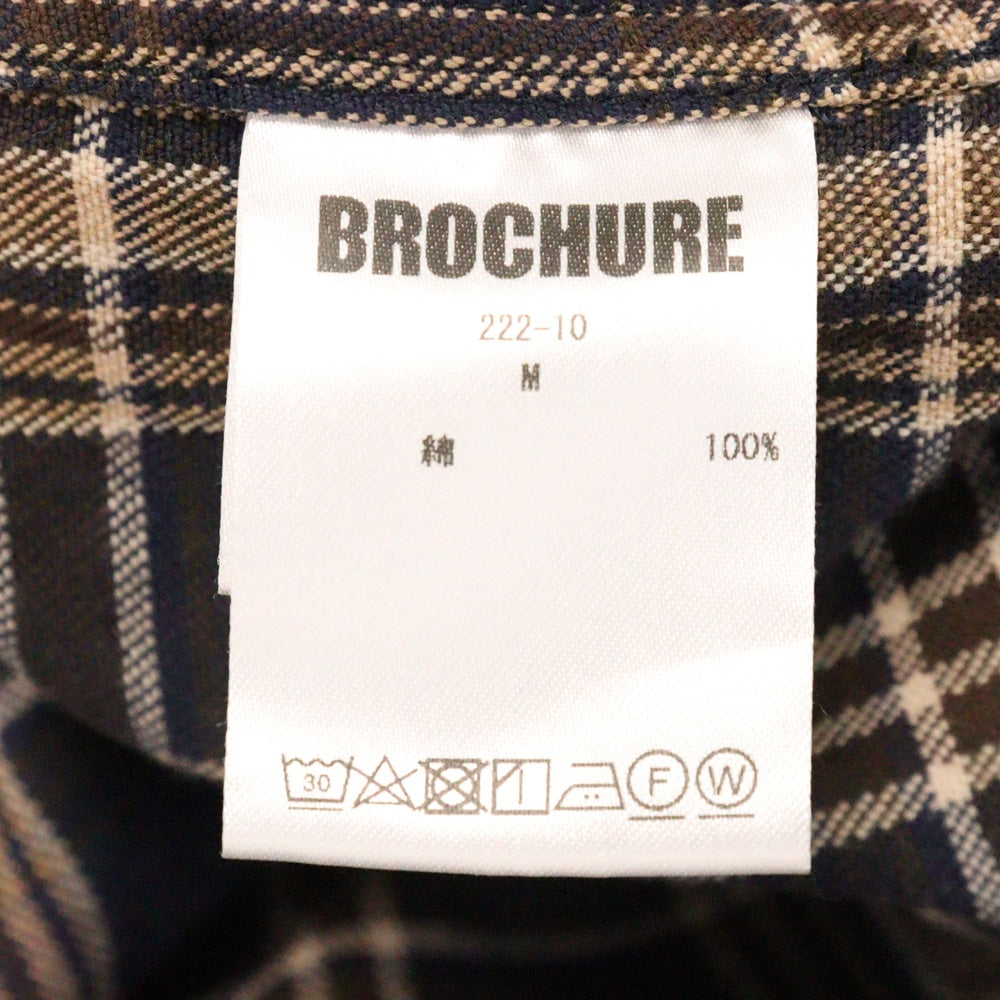 BROCHURE
222-10
M
綿 100%
30 F W